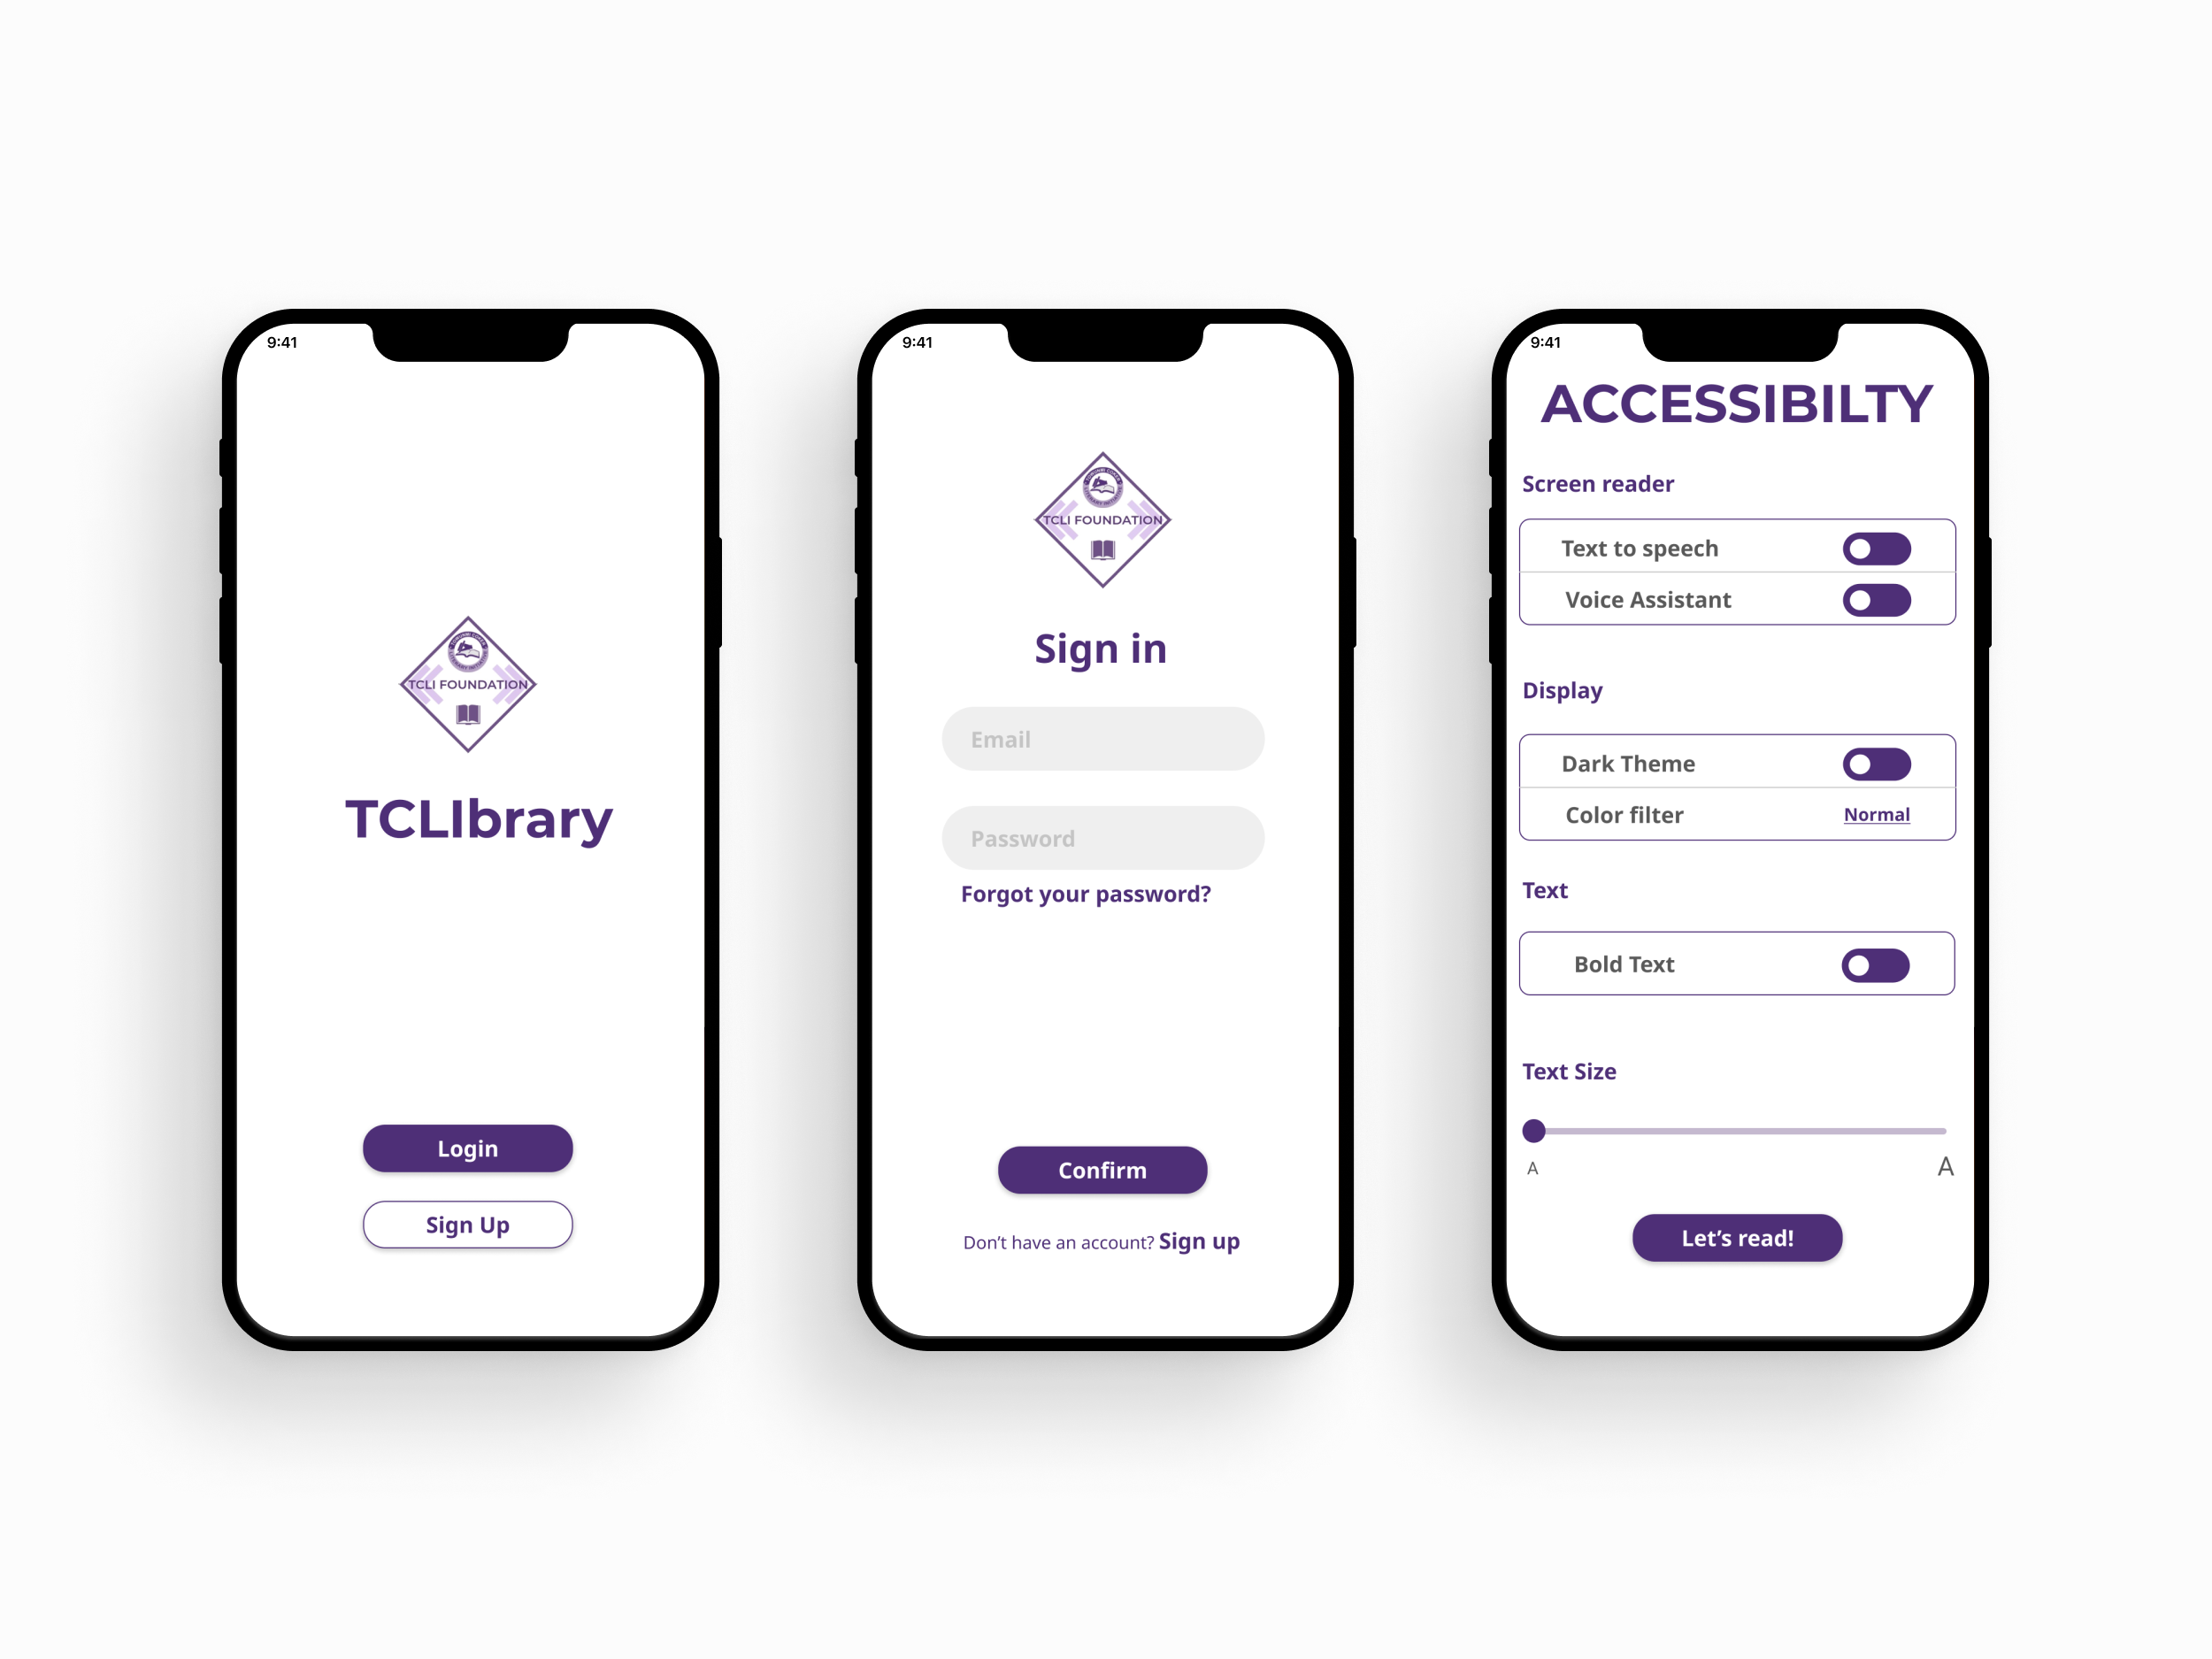 9:41
TCLI FOUNDATION
TCLIbrary
Login
Sign Up
9:41
TCLI FOUNDATION
Sign in
Email
Password
Forgot your password?
Confirm
Don't have an account? Sign up
9:41
ACCESSIBILTY
Screen reader
Text to speech
Voice Assistant
Display
Dark Theme
Color filter Normal
Text
Bold Text
Text Size
A A
Let's read!